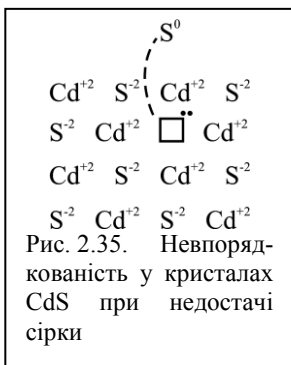 S⁰
Cd⁺² S⁻² Cd⁺² S⁻²
S⁻² Cd⁺² □ Cd⁺²
Cd⁺² S⁻² Cd⁺² S⁻²
S⁻² Cd⁺² S⁻² Cd⁺²
Рис. 2.35. Невпоряд-
кованість у кристалах
CdS при недостачі
сірки